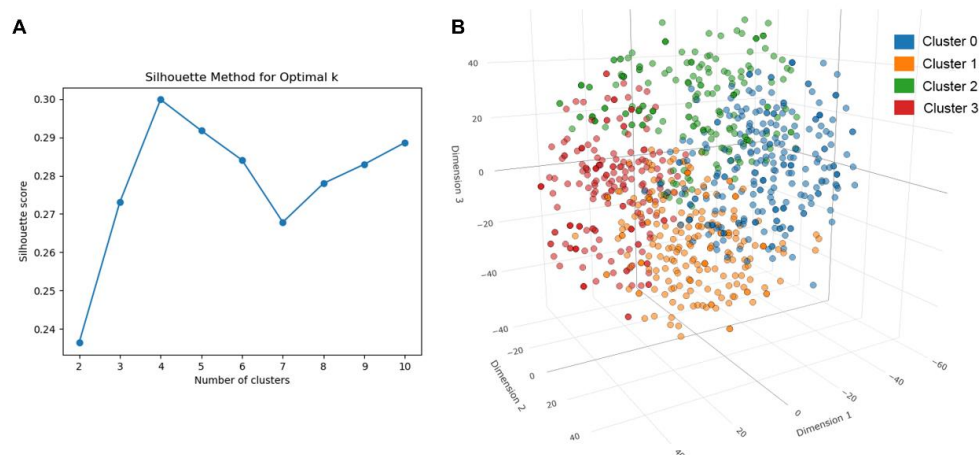 A
Silhouette Method for Optimal k
Silhouette score
0.30
0.29
0.28
0.27
0.26
0.25
0.24
2 3 4 5 6 7 8 9 10
Number of clusters
B
Cluster 0
Cluster 1
Cluster 2
Cluster 3
Dimension 3
40
20
0
−20
−40
Dimension 2
−40
−20
0
20
40
Dimension 1
−60
−40
−20
0
20